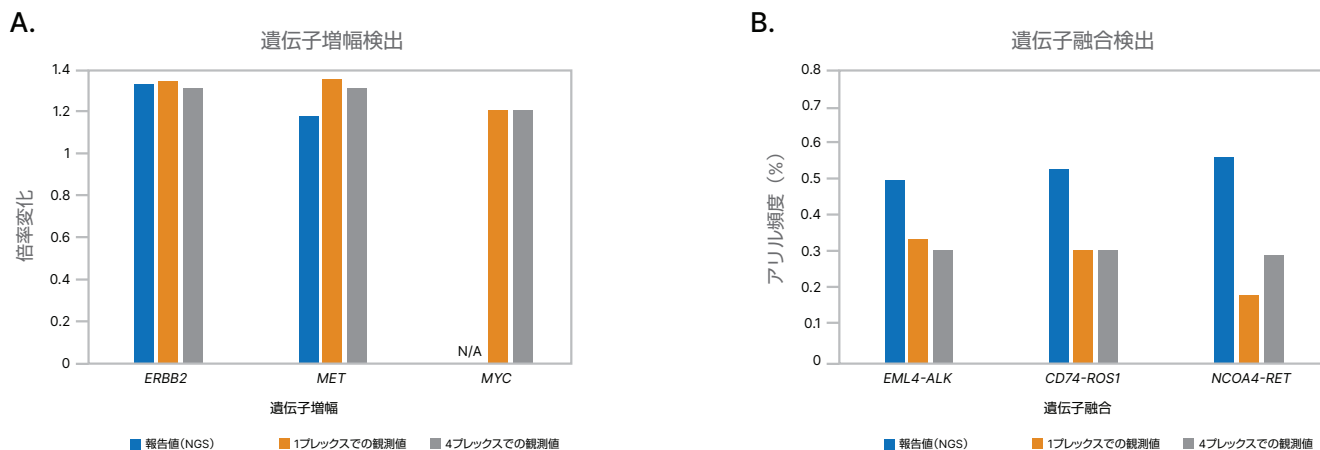 A.
遺伝子増幅検出
倍率変化
1.4
1.2
1
0.8
0.6
0.4
0.2
0
N/A
ERBB2
MET
MYC
遺伝子増幅
報告値（NGS）
1プレックスでの観測値
4プレックスでの観測値
B.
遺伝子融合検出
アリル頻度（%）
0.8
0.7
0.6
0.5
0.4
0.3
0.2
0.1
0
EML4-ALK
CD74-ROS1
NCOA4-RET
遺伝子融合
報告値（NGS）
1プレックスでの観測値
4プレックスでの観測値